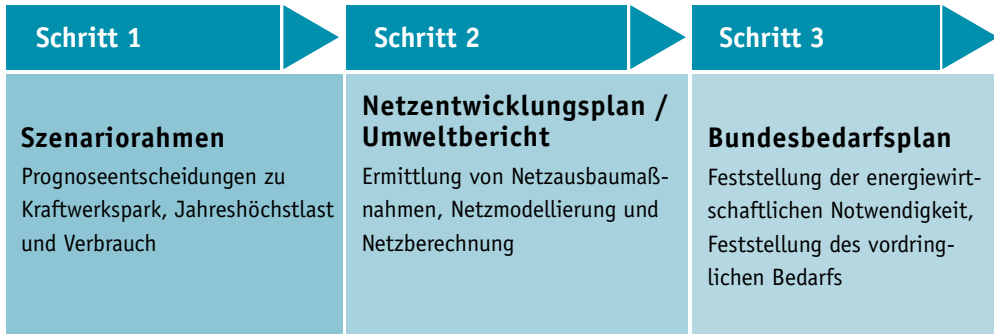 Schritt 1
Szenariorahmen
Prognoseentscheidungen zu
Kraftwerkspark, Jahreshöchstlast
und Verbrauch
Schritt 2
Netzentwicklungsplan /
Umweltbericht
Ermittlung von Netzausbaumaß-
nahmen, Netzmodellierung und
Netzberechnung
Schritt 3
Bundesbedarfsplan
Feststellung der energiewirt-
schaftlichen Notwendigkeit,
Feststellung des vordring-
lichen Bedarfs